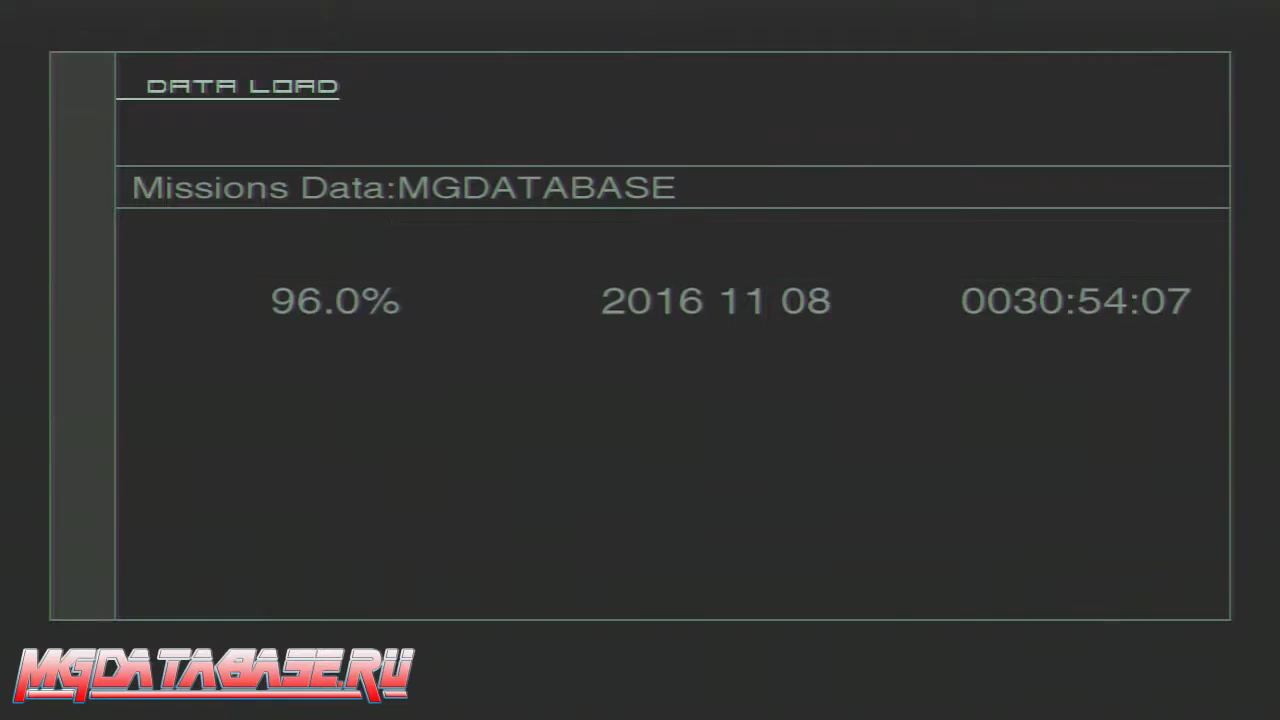 DATA LOAD
Missions Data:MGDATABASE
96.0% 2016 11 08 0030:54:07
MGDATABASE.RU